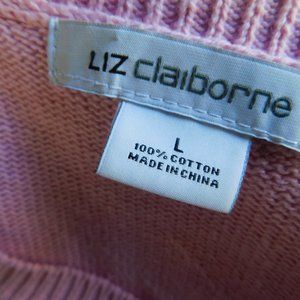 LIZ claiborne
L
100% COTTON
MADE IN CHINA